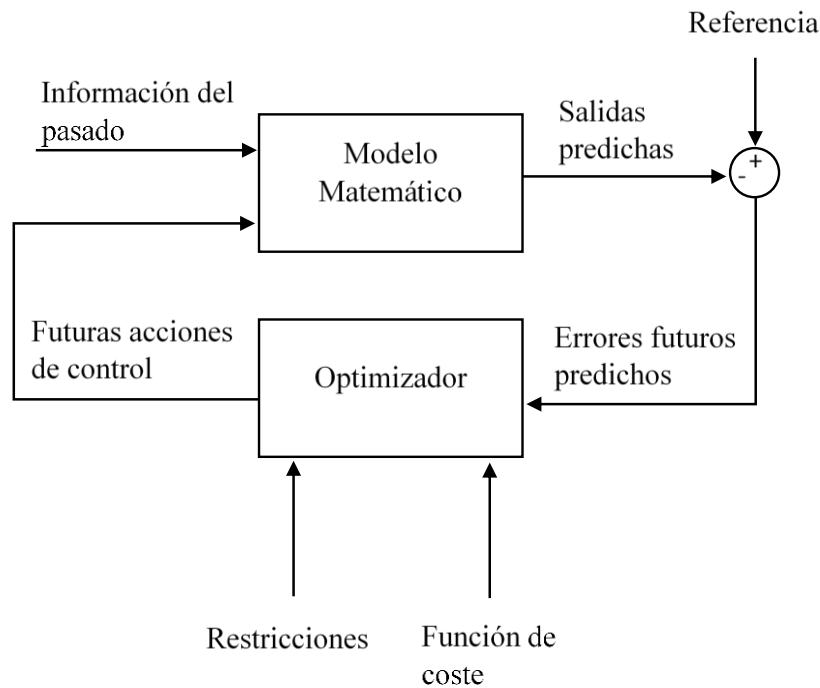 Referencia
Información del
pasado
Modelo
Matemático
Salidas
predichas
+
-
Futuras acciones
de control
Optimizador
Errores futuros
predichos
Restricciones
Función de
coste